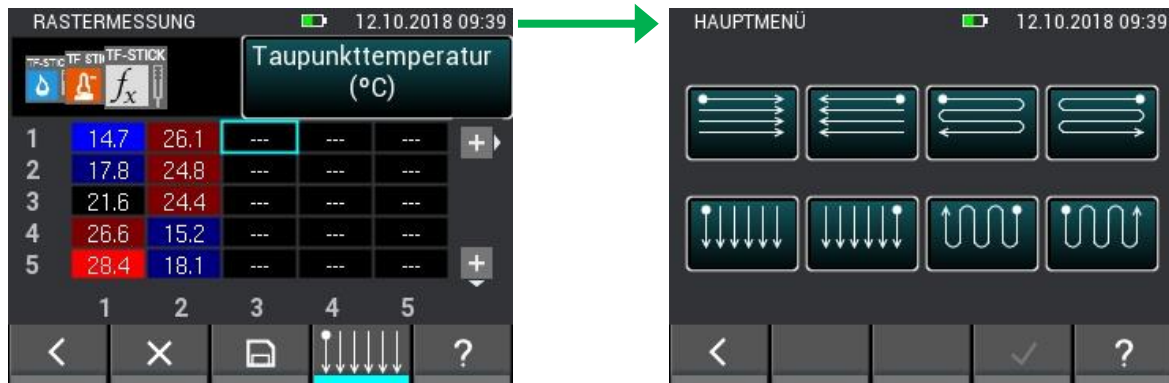 RASTERMESSUNG 12.10.2018 09:39
TF-STICK
Taupunkttemperatur
(°C)
fx
1 14.7 26.1 --- --- --- +
2 17.8 24.8 --- --- ---
3 21.6 24.4 --- --- ---
4 26.6 15.2 --- --- ---
5 28.4 18.1 --- --- --- +
1 2 3 4 5
?
HAUPTMENÜ 12.10.2018 09:39
?